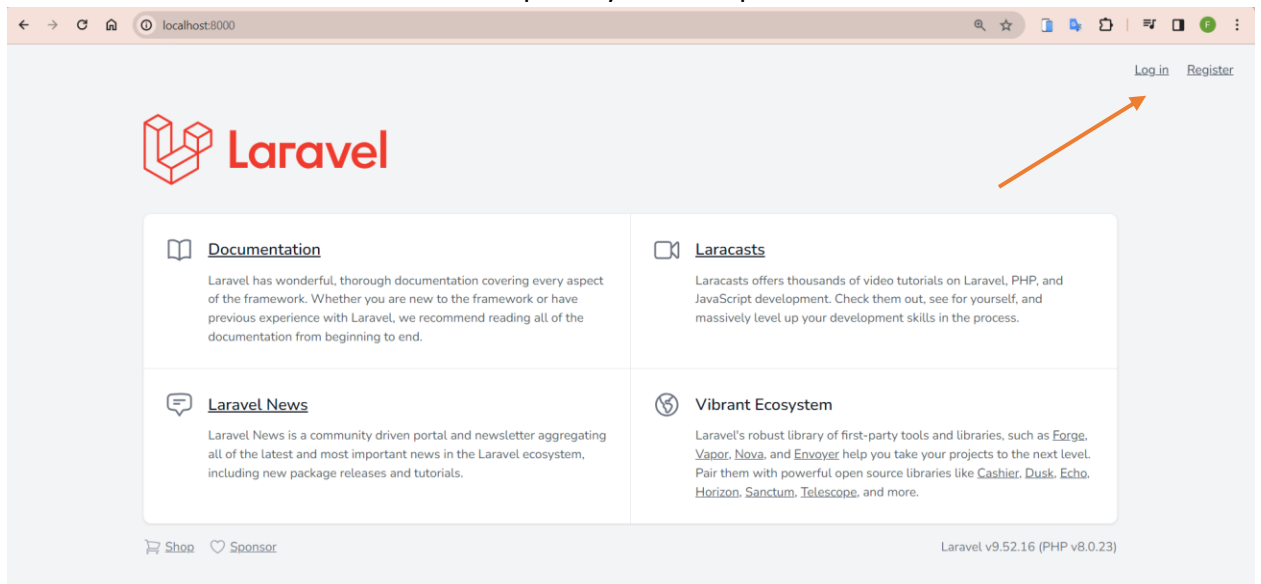 localhost:8000
F
Log in Register
Laravel
Documentation
Laravel has wonderful, thorough documentation covering every aspect
of the framework. Whether you are new to the framework or have
previous experience with Laravel, we recommend reading all of the
documentation from beginning to end.
Laracasts
Laracasts offers thousands of video tutorials on Laravel, PHP, and
JavaScript development. Check them out, see for yourself, and
massively level up your development skills in the process.
Laravel News
Laravel News is a community driven portal and newsletter aggregating
all of the latest and most important news in the Laravel ecosystem,
including new package releases and tutorials.
Vibrant Ecosystem
Laravel's robust library of first-party tools and libraries, such as Forge,
Vapor, Nova, and Envoyer help you take your projects to the next level.
Pair them with powerful open source libraries like Cashier, Dusk, Echo,
Horizon, Sanctum, Telescope, and more.
Shop Sponsor
Laravel v9.52.16 (PHP v8.0.23)